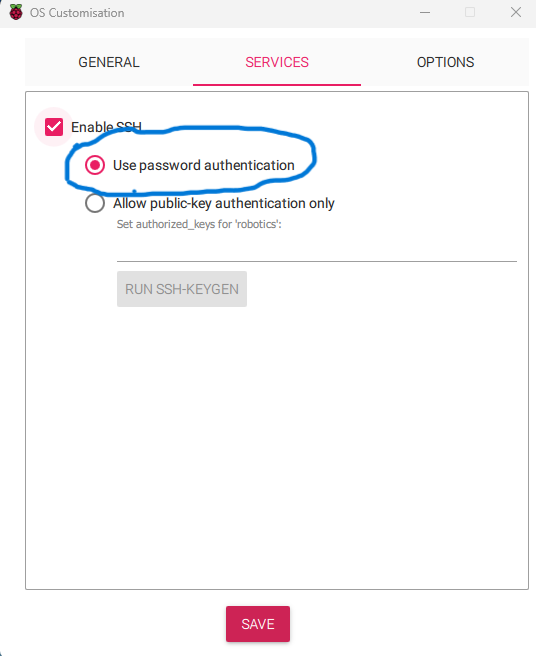 OS Customisation
GENERAL SERVICES OPTIONS
Enable SSH
Use password authentication
Allow public-key authentication only
Set authorized_keys for 'robotics':
RUN SSH-KEYGEN
SAVE